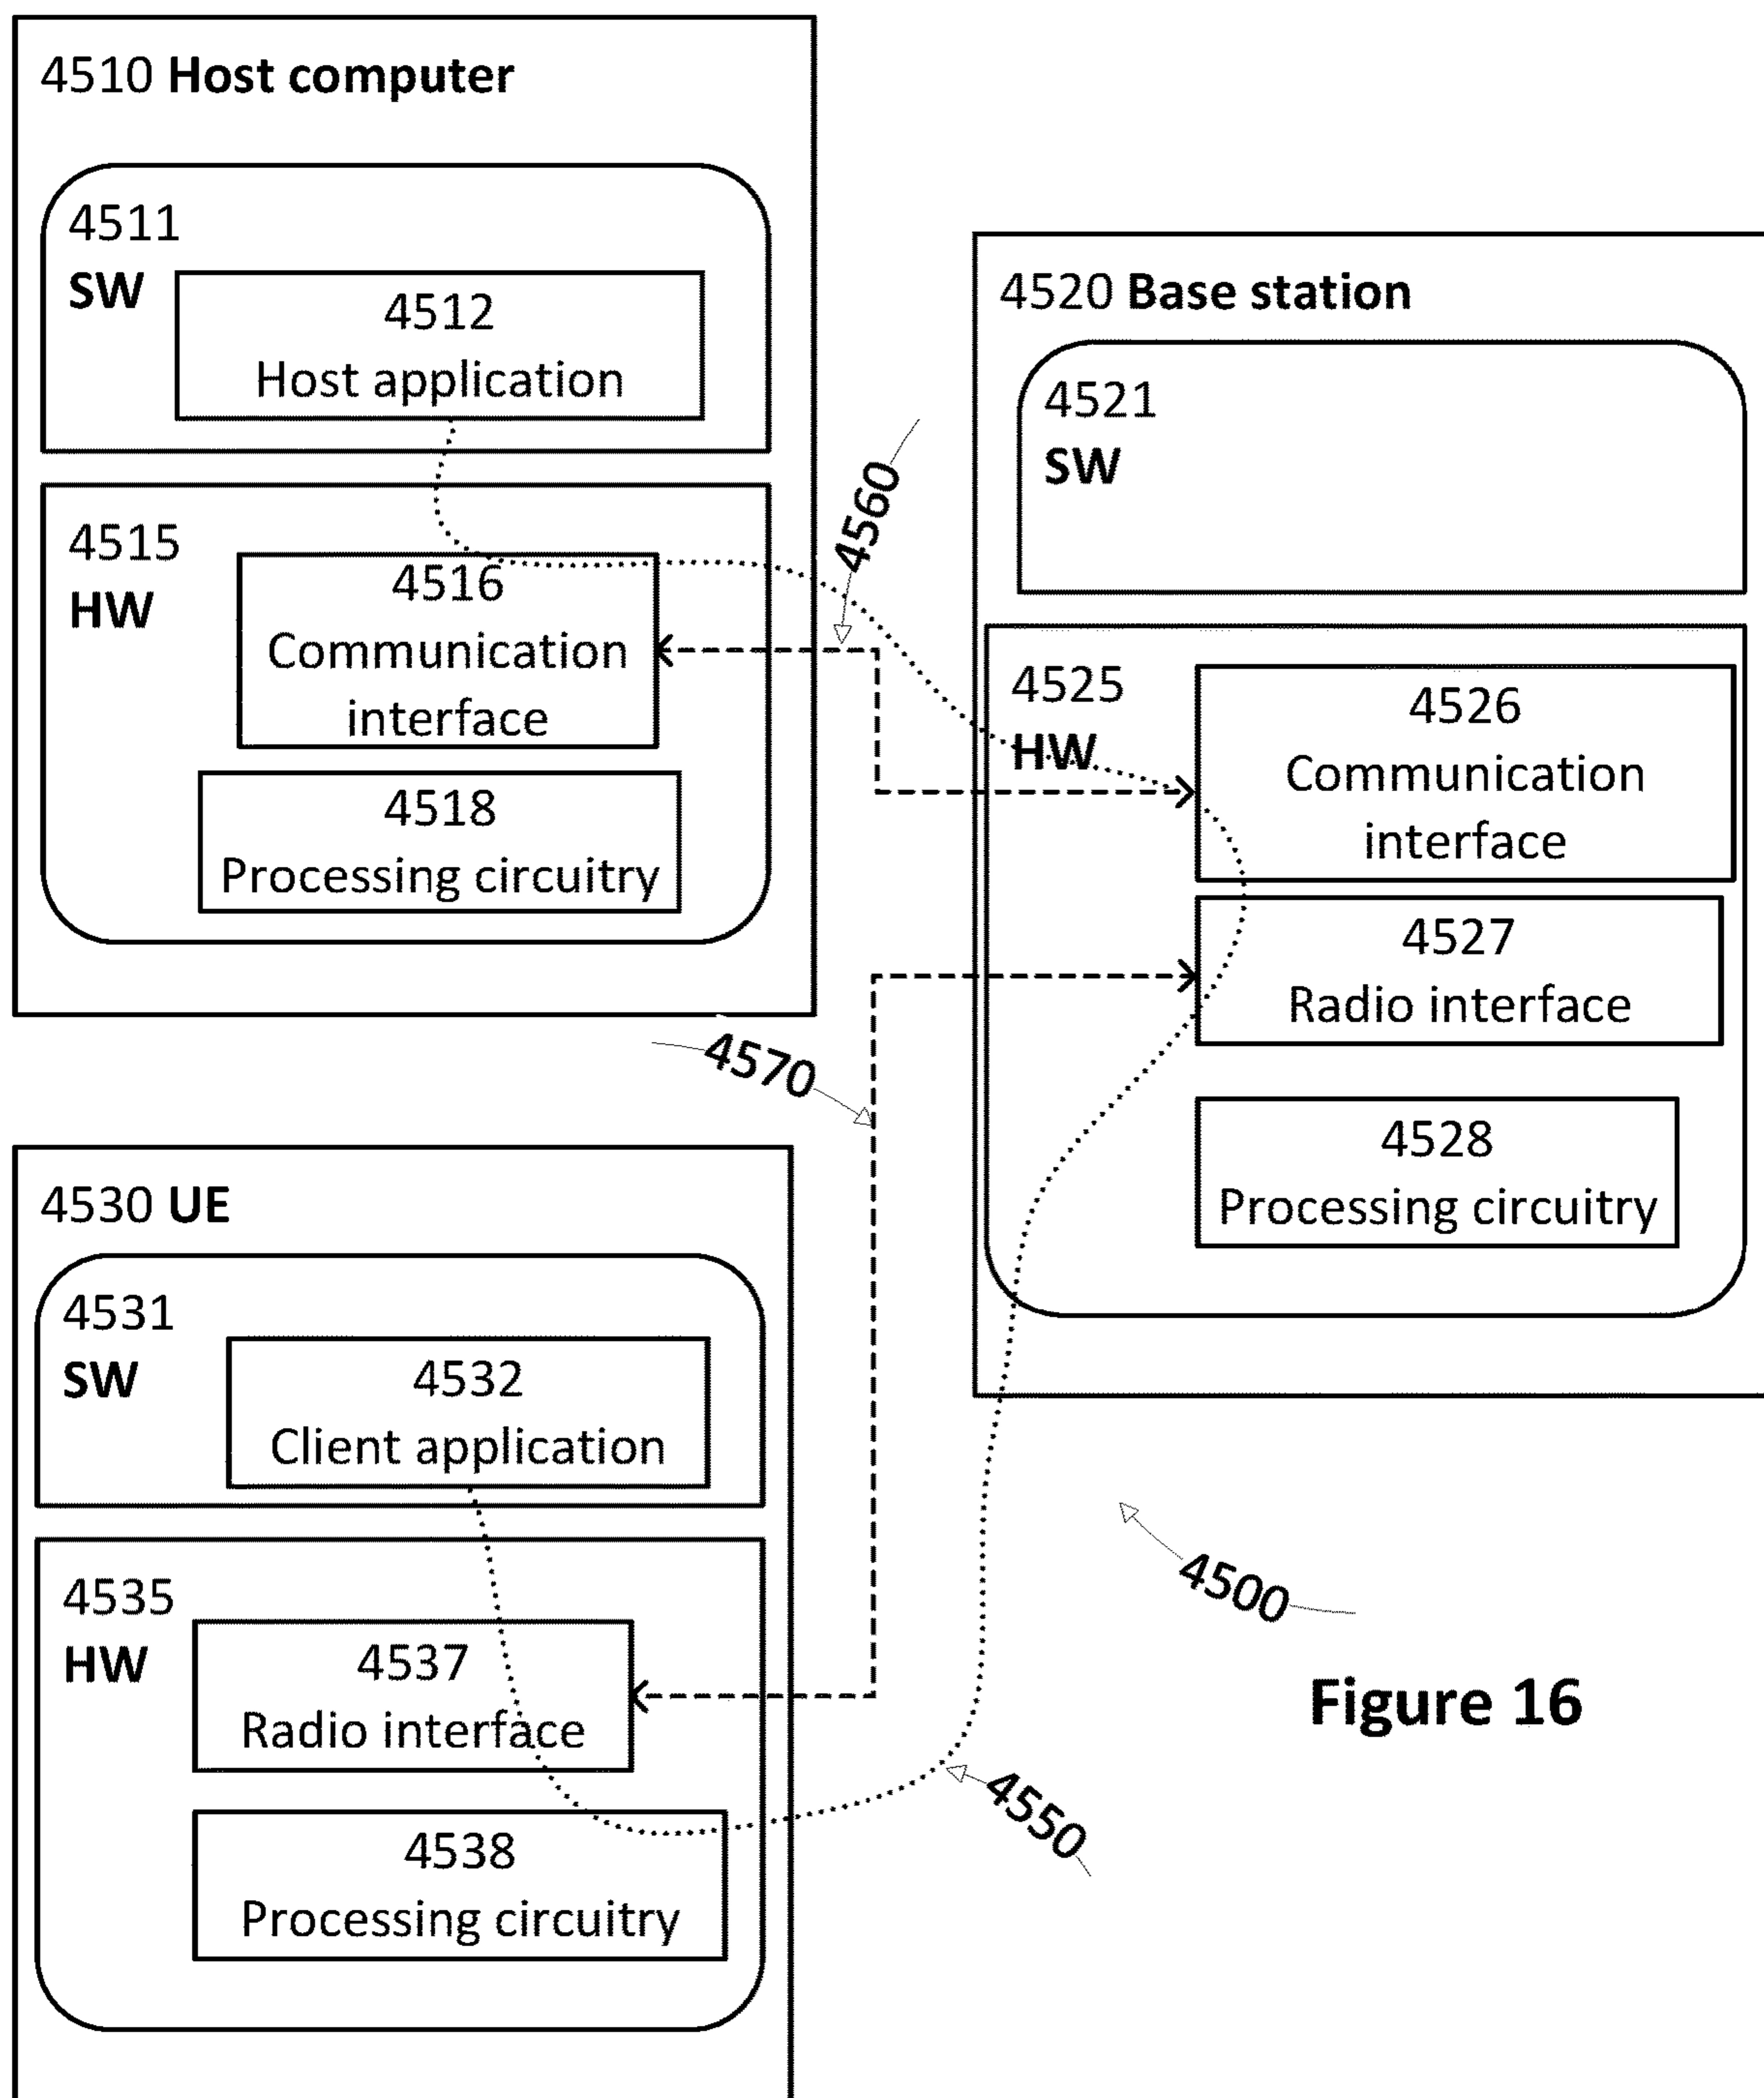 4510 Host computer
4511
SW
4512
Host application
4515
HW
4516
Communication
interface
4518
Processing circuitry
4560
4520 Base station
4521
SW
4525
HW
4526
Communication
interface
4527
Radio interface
4528
Processing circuitry
4570
4530 UE
4531
SW
4532
Client application
4535
HW
4537
Radio interface
4538
Processing circuitry
4500
4550
Figure 16